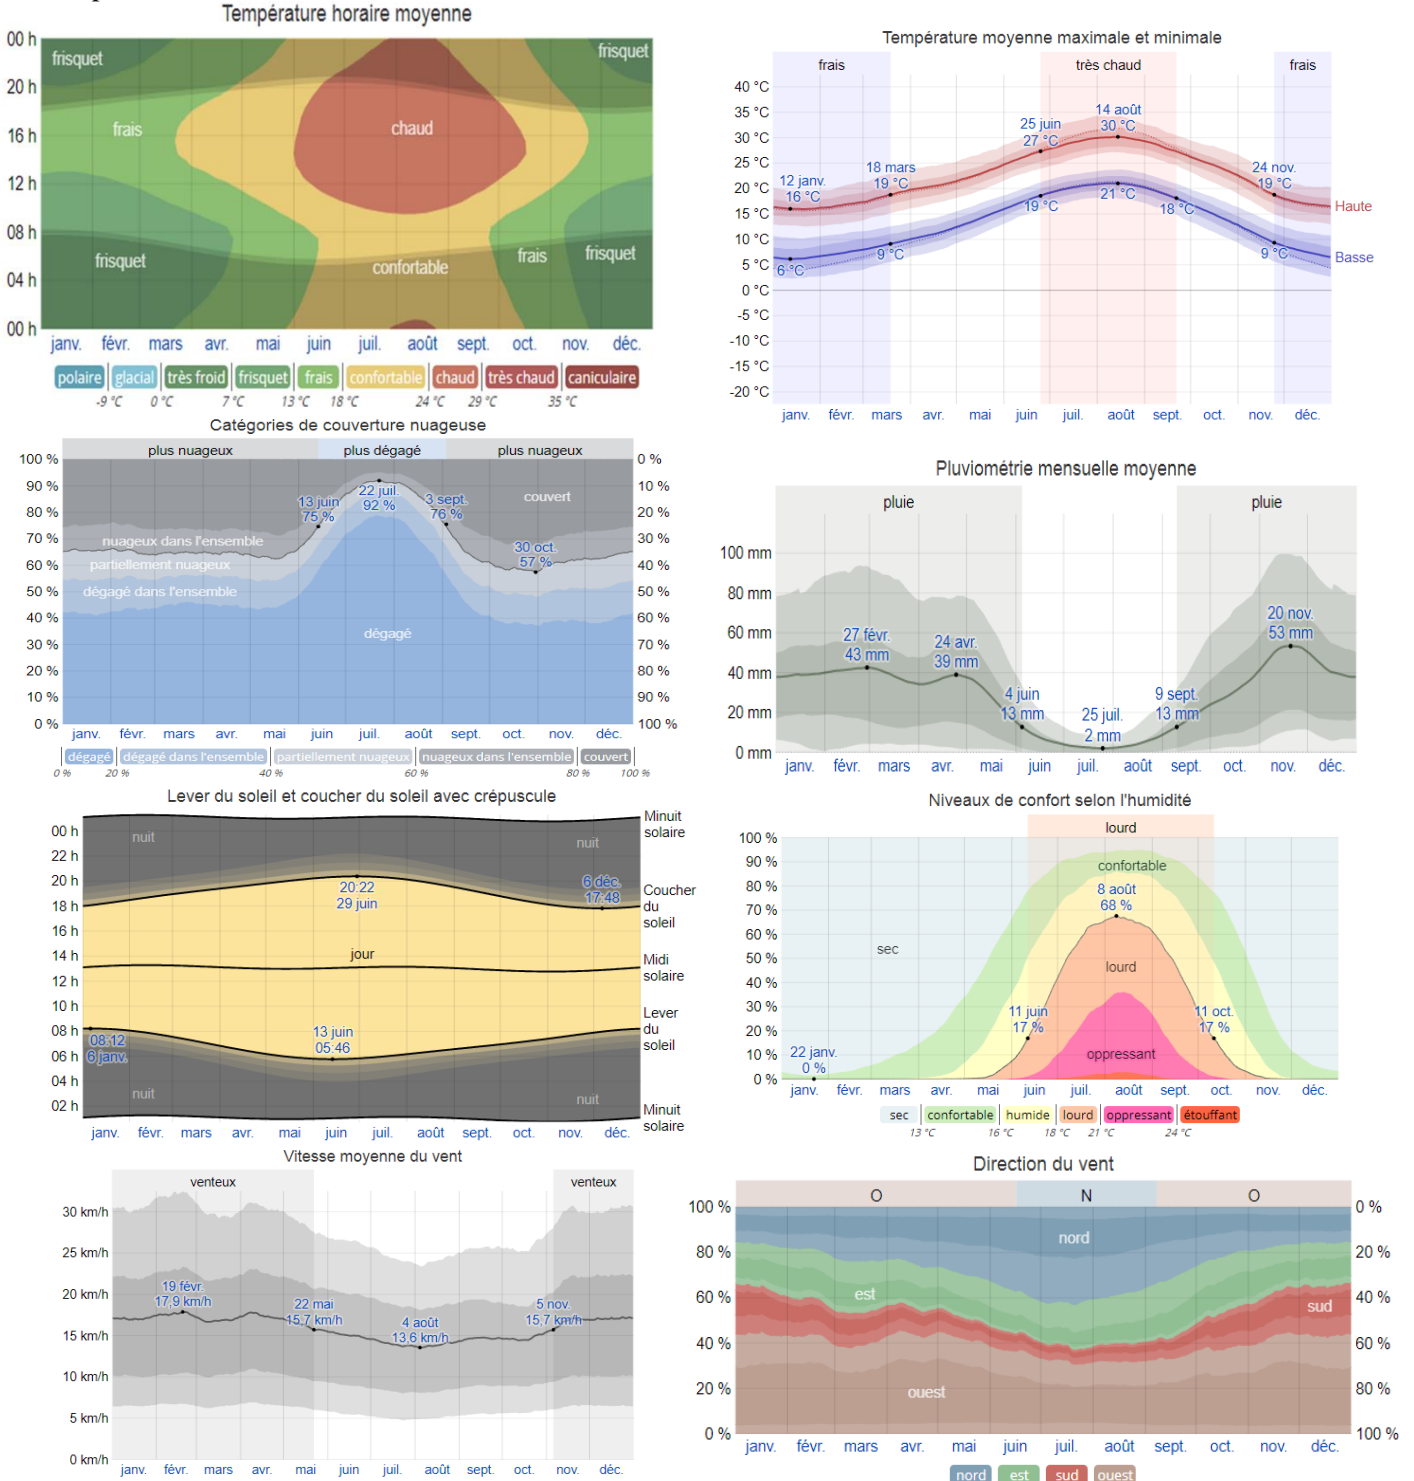 Température horaire moyenne
00 h
20 h
16 h
12 h
08 h
04 h
00 h
frisquet
frisquet
frais
chaud
frisquet
confortable
frais
frisquet
janv. févr. mars avr. mai juin juil. août sept. oct. nov. déc.
polaire glacial très froid frisquet frais confortable chaud très chaud caniculaire
-9 °C 0 °C 7 °C 13 °C 18 °C 24 °C 29 °C 35 °C
Température moyenne maximale et minimale
frais très chaud frais
40 °C
35 °C
30 °C
25 °C
20 °C
15 °C
10 °C
5 °C
0 °C
-5 °C
-10 °C
-15 °C
-20 °C
12 janv.
16 °C
18 mars
19 °C
25 juin
27 °C
14 août
30 °C
24 nov.
19 °C
6 °C
9 °C
19 °C
21 °C
18 °C
9 °C
Haute
Basse
janv. févr. mars avr. mai juin juil. août sept. oct. nov. déc.
Catégories de couverture nuageuse
plus nuageux plus dégagé plus nuageux
100 % 0 %
90 % 10 %
80 % 20 %
70 % 30 %
60 % 40 %
50 % 50 %
40 % 60 %
30 % 70 %
20 % 80 %
10 % 90 %
0 % 100 %
13 juin
75 %
22 juil.
92 %
3 sept.
76 %
30 oct.
57 %
couvert
nuageux dans l'ensemble
partiellement nuageux
dégagé dans l'ensemble
dégagé
janv. févr. mars avr. mai juin juil. août sept. oct. nov. déc.
dégagé dégagé dans l'ensemble partiellement nuageux nuageux dans l'ensemble couvert
0 % 20 % 40 % 60 % 80 % 100 %
Pluviométrie mensuelle moyenne
pluie pluie
100 mm
80 mm
60 mm
40 mm
20 mm
0 mm
27 févr.
43 mm
24 avr.
39 mm
4 juin
13 mm
25 juil.
2 mm
9 sept.
13 mm
20 nov.
53 mm
janv. févr. mars avr. mai juin juil. août sept. oct. nov. déc.
Lever du soleil et coucher du soleil avec crépuscule
00 h
22 h
20 h
18 h
16 h
14 h
12 h
10 h
08 h
06 h
04 h
02 h
nuit
nuit
20:22
29 juin
6 déc.
17:48
jour
08:12
6 janv.
13 juin
05:46
nuit
nuit
Minuit
solaire
Coucher
du
soleil
Midi
solaire
Lever
du
soleil
Minuit
solaire
janv. févr. mars avr. mai juin juil. août sept. oct. nov. déc.
Niveaux de confort selon l'humidité
lourd
100 %
90 %
80 %
70 %
60 %
50 %
40 %
30 %
20 %
10 %
0 %
confortable
8 août
68 %
sec
lourd
11 juin
17 %
11 oct.
17 %
22 janv.
0 %
oppressant
janv. févr. mars avr. mai juin juil. août sept. oct. nov. déc.
sec confortable humide lourd oppressant étouffant
13 °C 16 °C 18 °C 21 °C 24 °C
Vitesse moyenne du vent
venteux venteux
30 km/h
25 km/h
20 km/h
15 km/h
10 km/h
5 km/h
0 km/h
19 févr.
17,9 km/h
22 mai
15,7 km/h
4 août
13,6 km/h
5 nov.
15,7 km/h
janv. févr. mars avr. mai juin juil. août sept. oct. nov. déc.
Direction du vent
O N O
100 % 0 %
80 % 20 %
60 % 40 %
40 % 60 %
20 % 80 %
0 % 100 %
nord
est
sud
ouest
janv. févr. mars avr. mai juin juil. août sept. oct. nov. déc.
nord est sud ouest